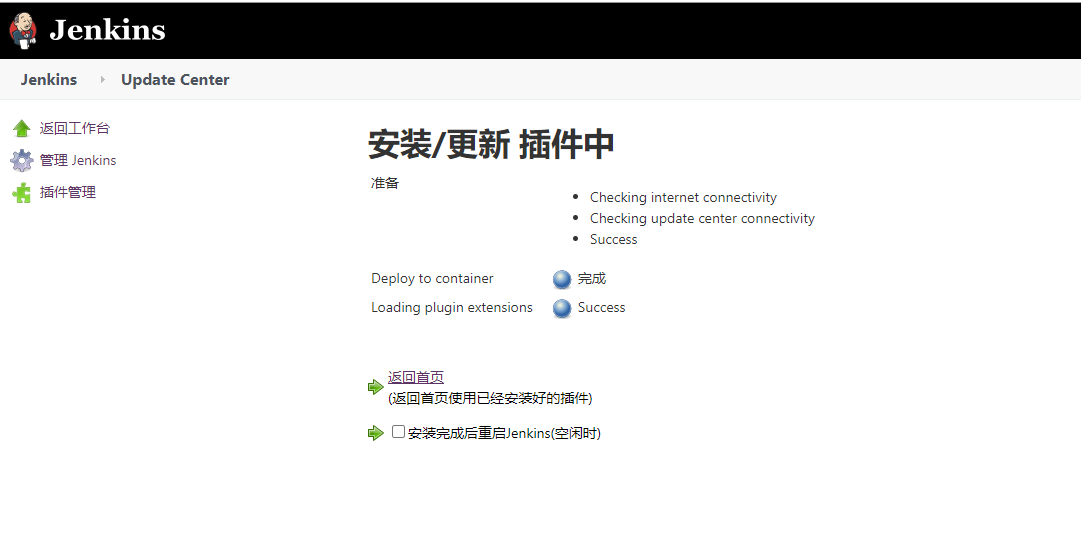 Jenkins
Jenkins Update Center
返回工作台
管理 Jenkins
插件管理
安装/更新 插件中
准备
Checking internet connectivity
Checking update center connectivity
Success
Deploy to container 完成
Loading plugin extensions Success
返回首页
(返回首页使用已经安装好的插件)
安装完成后重启Jenkins(空闲时)